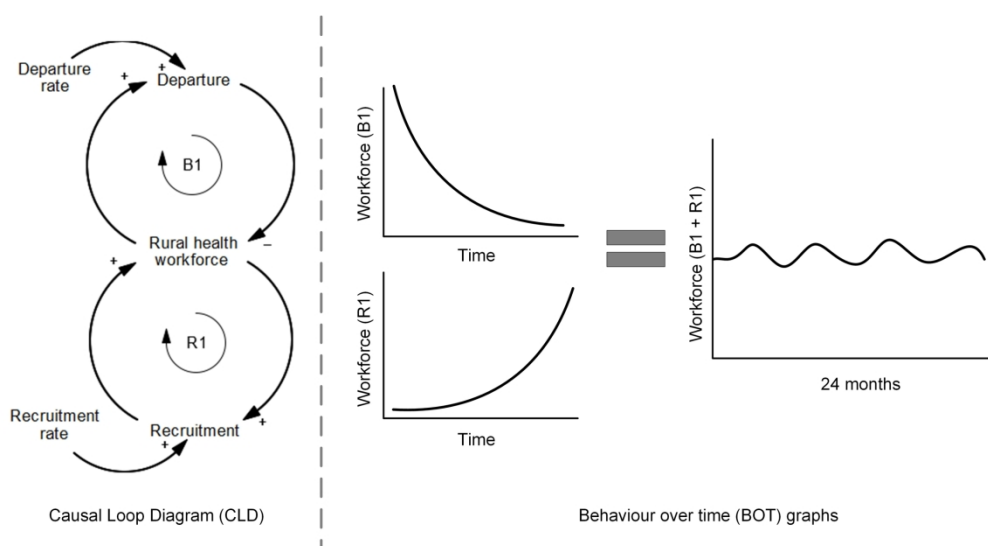 Departure
rate
+
+
Departure
B1
Rural health
workforce
–
+
R1
Recruitment
rate
Recruitment
+
+
Causal Loop Diagram (CLD)
Workforce (B1)
Time
Workforce (R1)
Time
Workforce (B1 + R1)
24 months
Behaviour over time (BOT) graphs